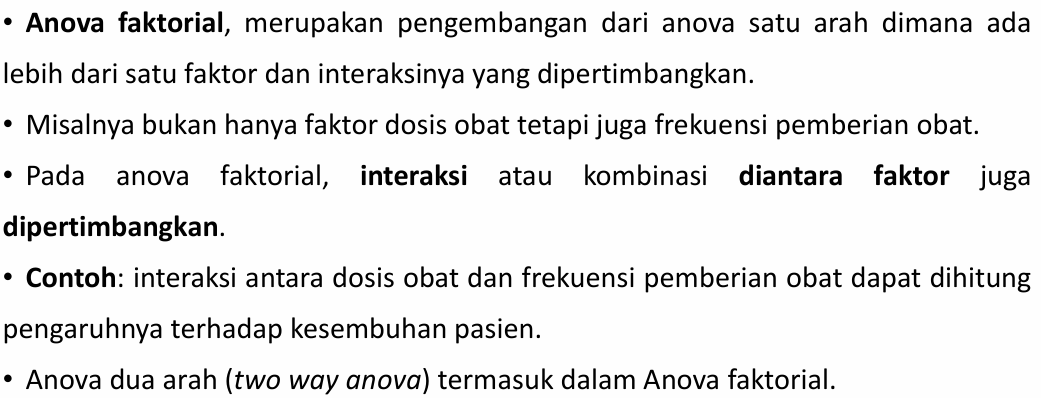 • Anova faktorial, merupakan pengembangan dari anova satu arah dimana ada
lebih dari satu faktor dan interaksinya yang dipertimbangkan.
• Misalnya bukan hanya faktor dosis obat tetapi juga frekuensi pemberian obat.
• Pada anova faktorial, interaksi atau kombinasi diantara faktor juga
dipertimbangkan.
• Contoh: interaksi antara dosis obat dan frekuensi pemberian obat dapat dihitung
pengaruhnya terhadap kesembuhan pasien.
• Anova dua arah (two way anova) termasuk dalam Anova faktorial.